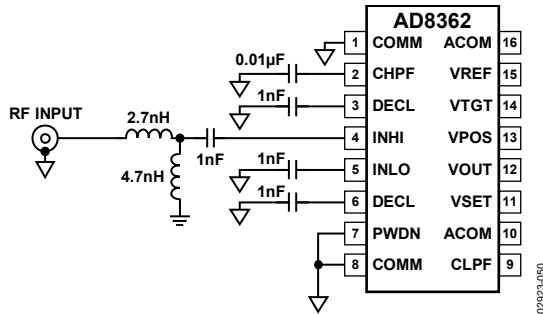 AD8362
1 COMM ACOM 16
0.01µF
2 CHPF VREF 15
1nF
3 DECL VTGT 14
RF INPUT
2.7nH
1nF
4 INHI VPOS 13
4.7nH
1nF
5 INLO VOUT 12
1nF
6 DECL VSET 11
7 PWDN ACOM 10
8 COMM CLPF 9
02923-050